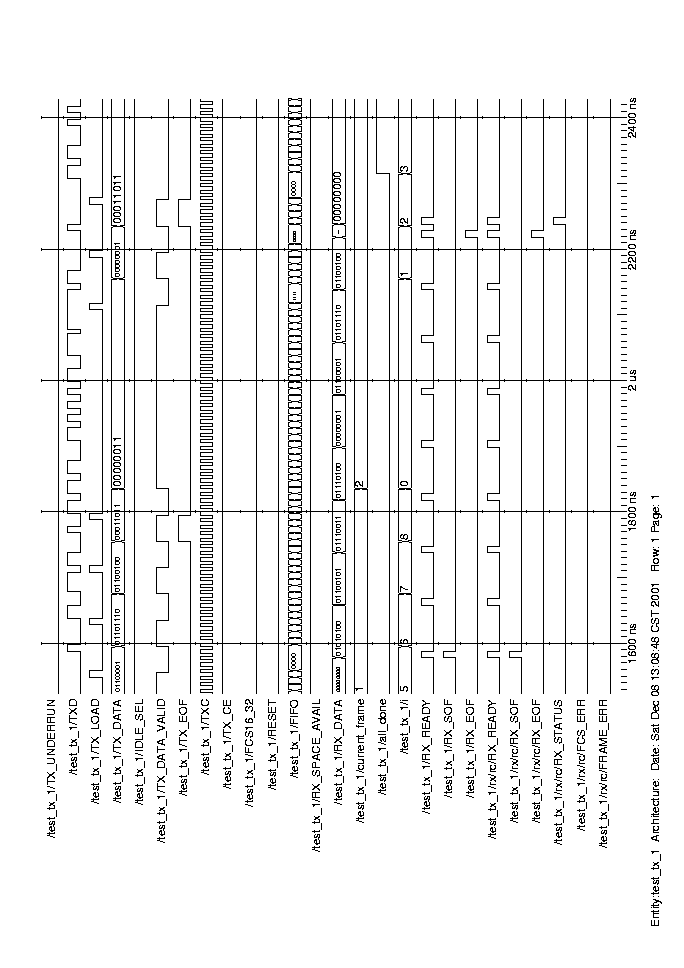 /test_tx_1/TX_UNDERRUN
/test_tx_1/TXD
/test_tx_1/TX_LOAD
/test_tx_1/TX_DATA 01100001 01101110 01100100 00011011 00000011 00000001 00011011
/test_tx_1/IDLE_SEL
/test_tx_1/TX_DATA_VALID
/test_tx_1/TX_EOF
/test_tx_1/TXC
/test_tx_1/TX_CE
/test_tx_1/FCS16_32
/test_tx_1/RESET
/test_tx_1/FIFO
/test_tx_1/RX_SPACE_AVAIL
/test_tx_1/RX_DATA 01010100 01100101 01110011 01110100 00000001 01100001 01101110 01100100 - 00000000
/test_tx_1/current_frame 1 2
/test_tx_1/all_done
/test_tx_1/i 5 6 7 8 0 1 2 3
/test_tx_1/RX_READY
/test_tx_1/RX_SOF
/test_tx_1/RX_EOF
/test_tx_1/rx/rc/RX_READY
/test_tx_1/rx/rc/RX_SOF
/test_tx_1/rx/rc/RX_EOF
/test_tx_1/rx/rc/RX_STATUS
/test_tx_1/rx/rc/FCS_ERR
/test_tx_1/rx/rc/FRAME_ERR
1600 ns 1800 ns 2 us 2200 ns 2400 ns
Entity:test_tx_1 Architecture: Date: Sat Dec 08 13:08:48 CST 2001 Row: 1 Page: 1